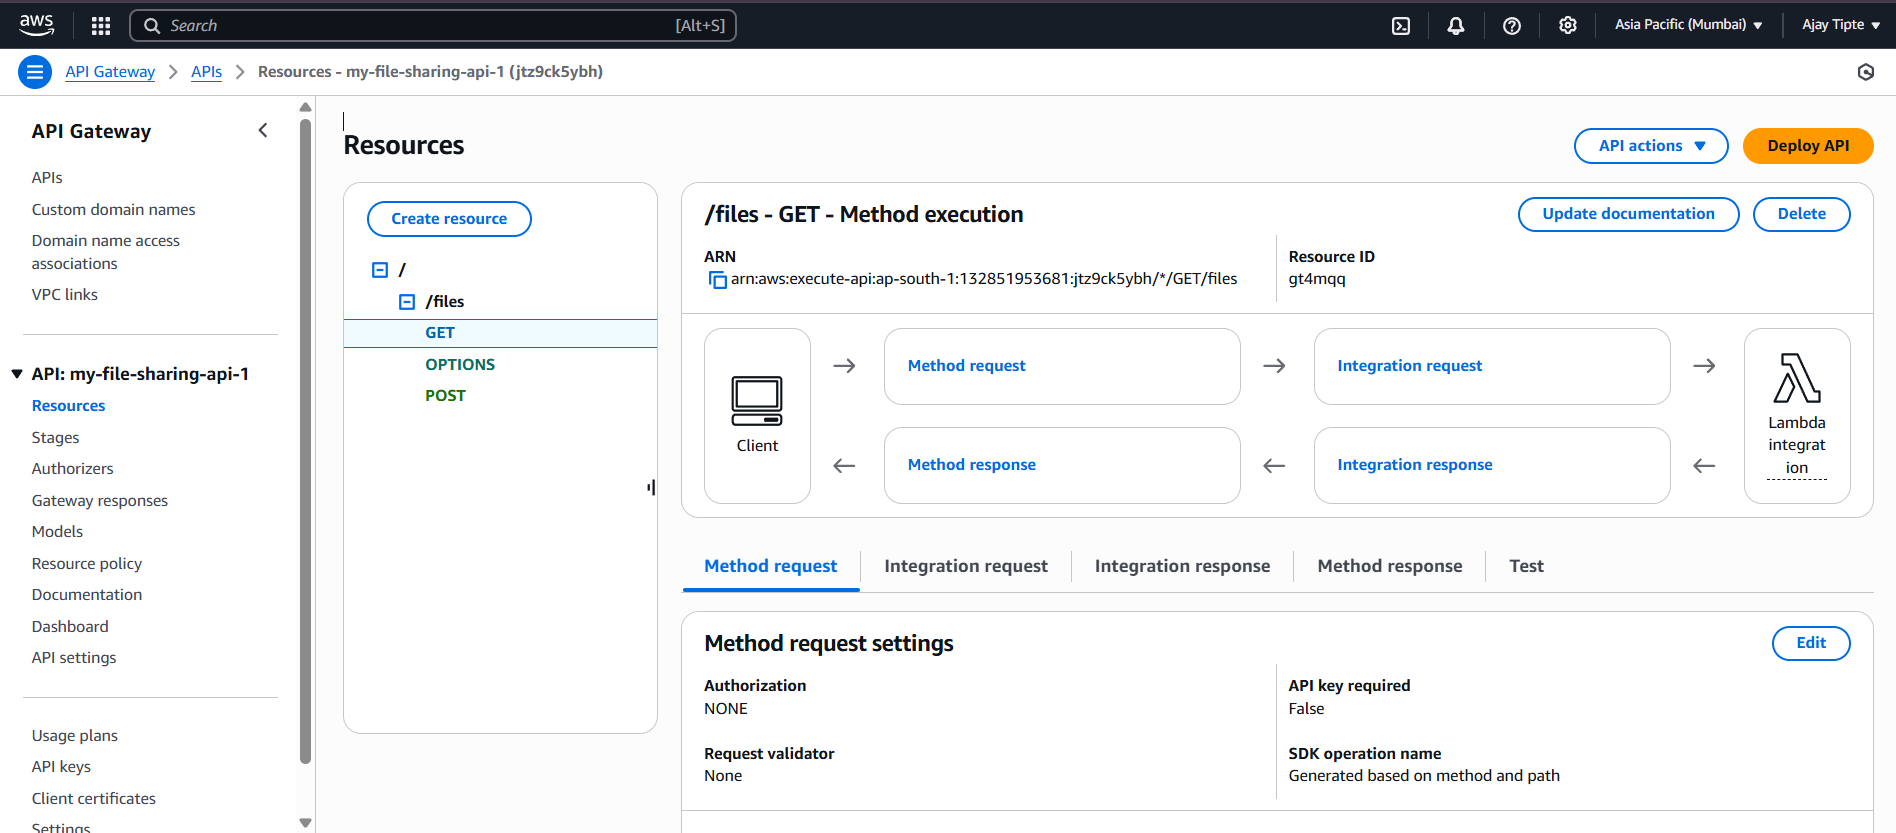 aws
Search
[Alt+S]
Asia Pacific (Mumbai)
Ajay Tipte
API Gateway
APIs
Resources - my-file-sharing-api-1 (jtz9ck5ybh)
API Gateway
APIs
Custom domain names
Domain name access
associations
VPC links
API: my-file-sharing-api-1
Resources
Stages
Authorizers
Gateway responses
Models
Resource policy
Documentation
Dashboard
API settings
Usage plans
API keys
Client certificates
Settings
Resources
API actions
Deploy API
Create resource
/
/files
GET
OPTIONS
POST
/files - GET - Method execution
Update documentation
Delete
ARN
arn:aws:execute-api:ap-south-1:132851953681:jtz9ck5ybh/*/GET/files
Resource ID
gt4mqq
Client
Method request
Integration request
Method response
Integration response
Lambda
integrat
ion
Method request
Integration request
Integration response
Method response
Test
Method request settings
Edit
Authorization
NONE
API key required
False
Request validator
None
SDK operation name
Generated based on method and path